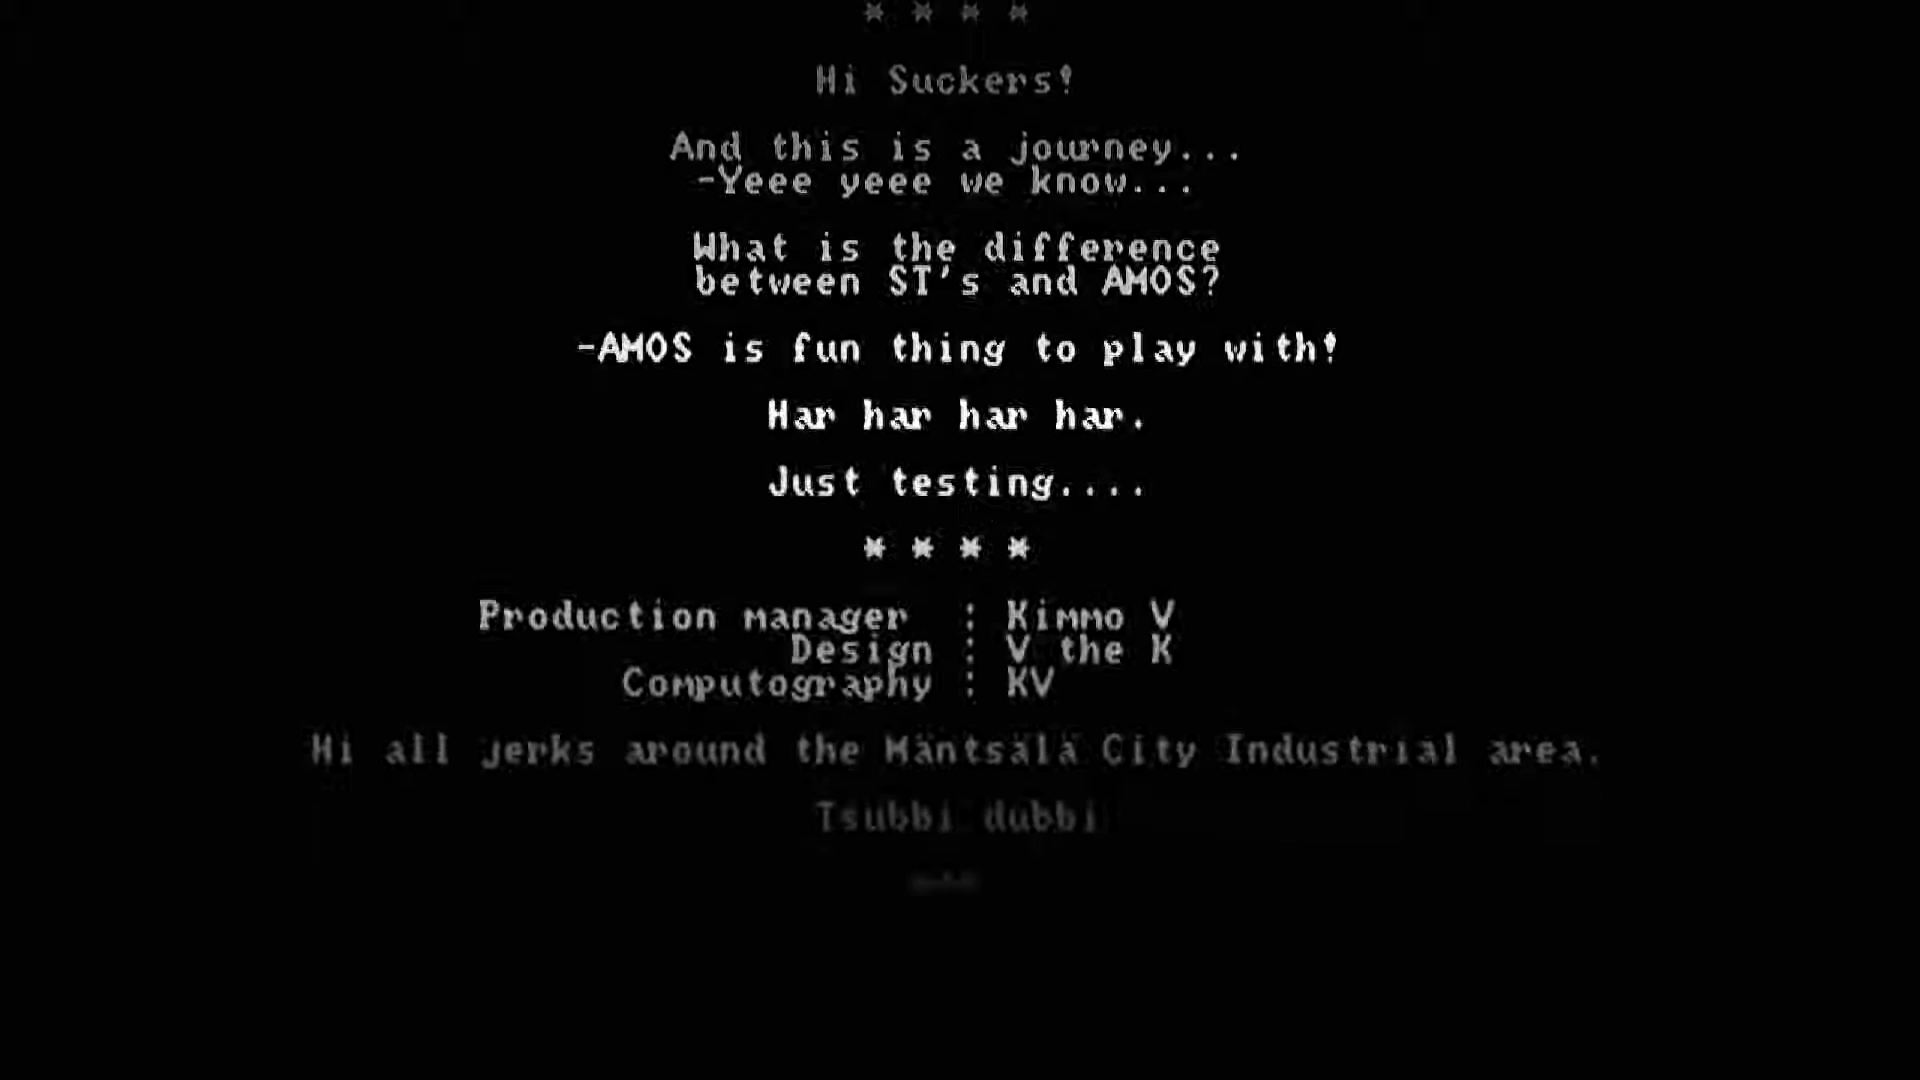 * * * *
Hi Suckers!
And this is a journey...
-Yeee yeee we know...
What is the difference
between ST's and AMOS?
-AMOS is fun thing to play with!
Har har har har.
Just testing....
* * * *
Production manager : Kimmo V
Design : V the K
Computography : KV
Hi all jerks around the Mäntsälä City Industrial area.
Tsubbi dubbi